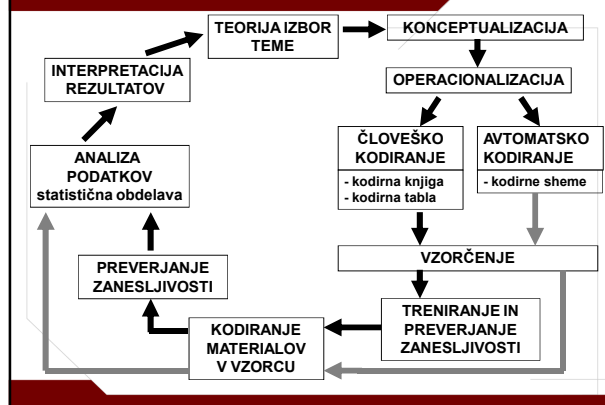 TEORIJA IZBOR
TEME
KONCEPTUALIZACIJA
OPERACIONALIZACIJA
ČLOVEŠKO
KODIRANJE
- kodirna knjiga
- kodirna tabla
AVTOMATSKO
KODIRANJE
- kodirne sheme
VZORČENJE
TRENIRANJE IN
PREVERJANJE
ZANESLJIVOSTI
KODIRANJE
MATERIALOV
V VZORCU
PREVERJANJE
ZANESLJIVOSTI
ANALIZA
PODATKOV
statistična obdelava
INTERPRETACIJA
REZULTATOV